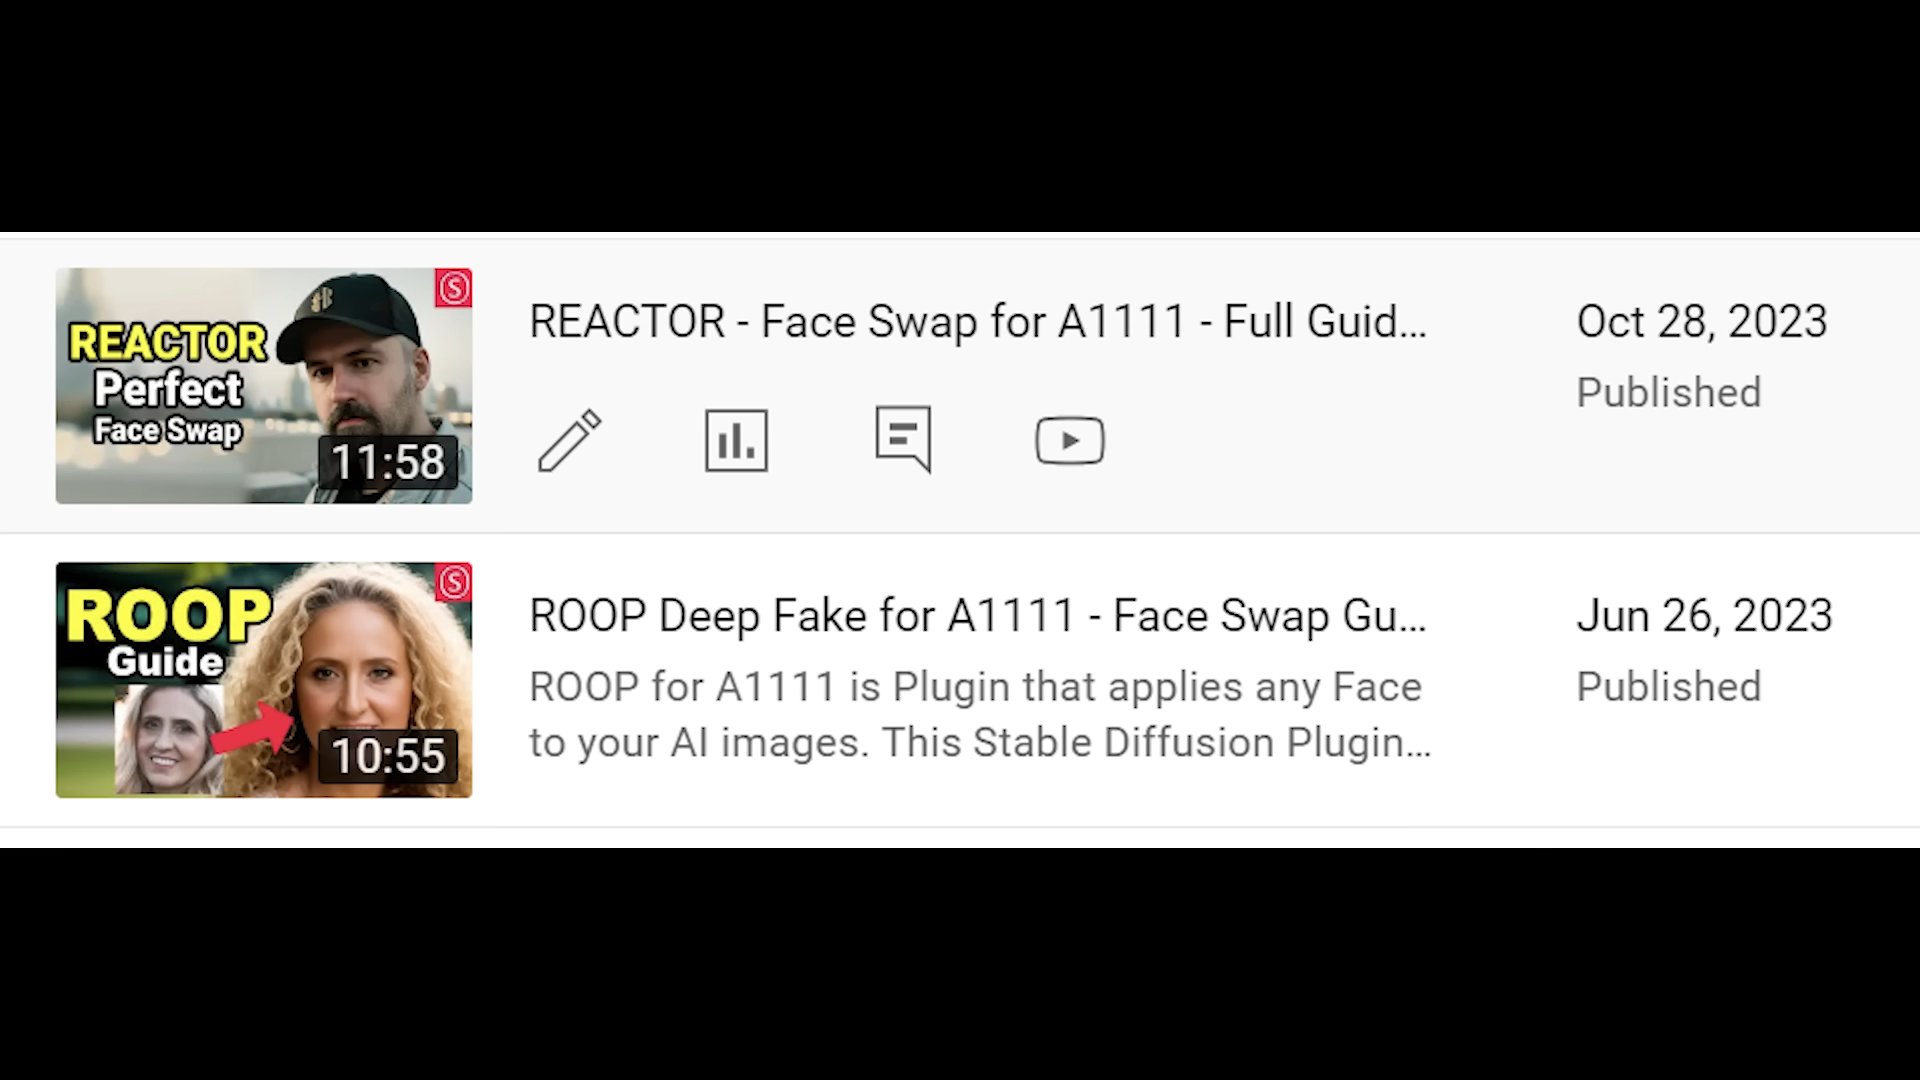 REACTOR
Perfect
Face Swap
11:58
REACTOR - Face Swap for A1111 - Full Guid...
Oct 28, 2023
Published
ROOP
Guide
10:55
ROOP Deep Fake for A1111 - Face Swap Gu...
ROOP for A1111 is Plugin that applies any Face
to your AI images. This Stable Diffusion Plugin...
Jun 26, 2023
Published